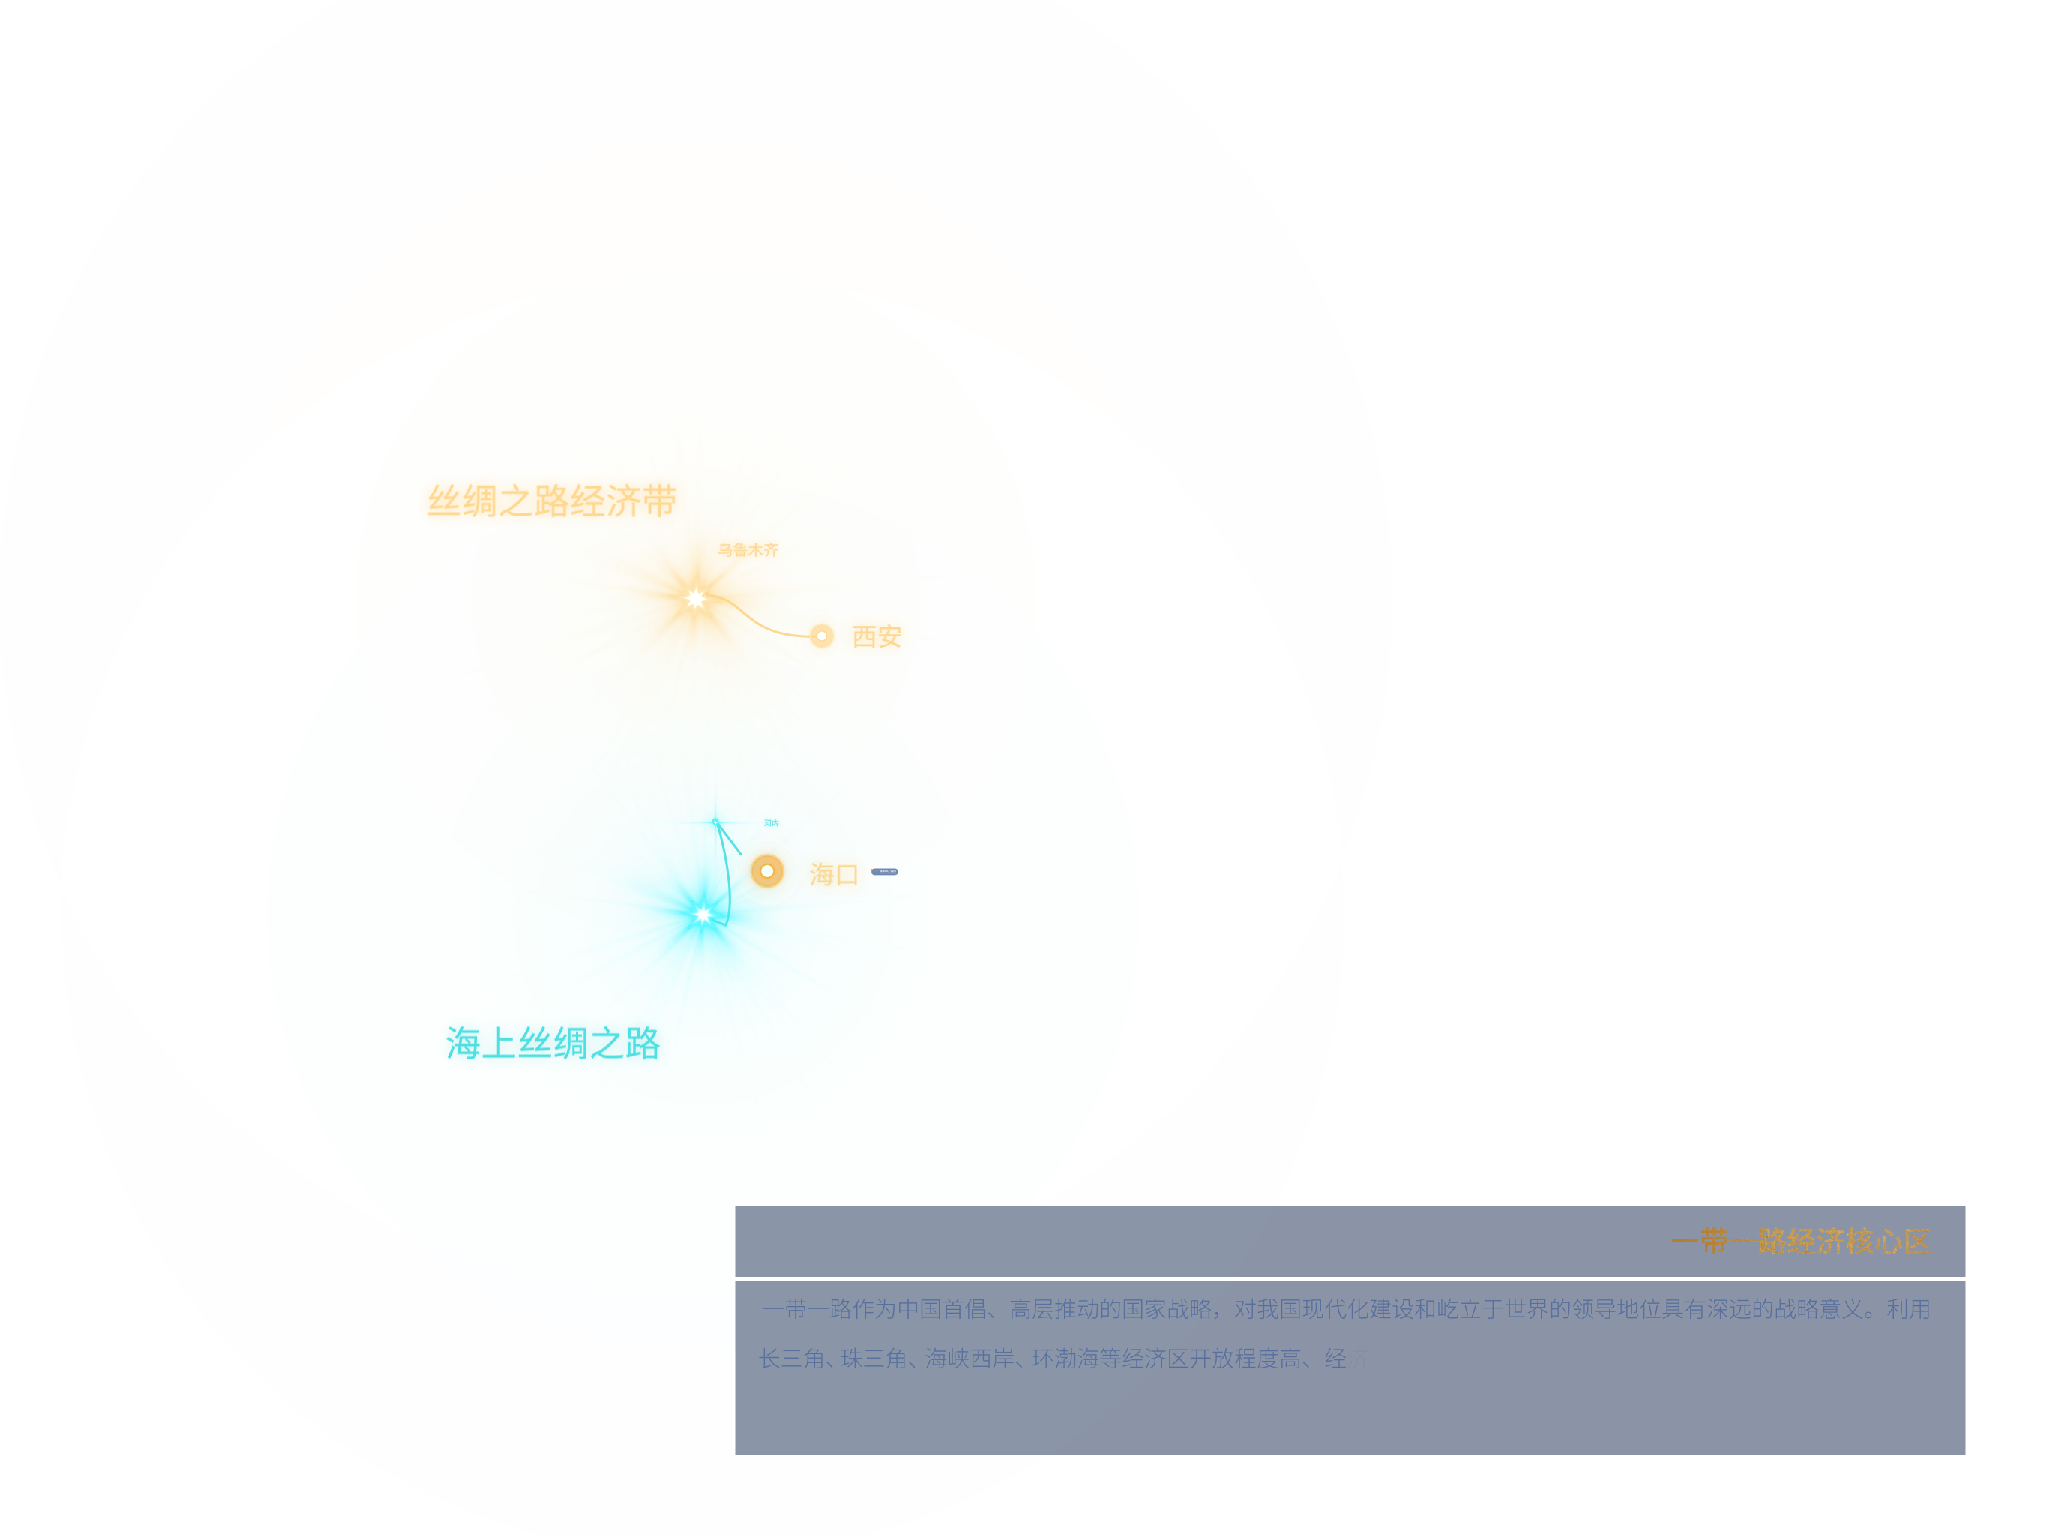 丝绸之路经济带
乌鲁木齐
西安
河内
海口
海上丝绸之路
一带一路经济核心区
一带一路作为中国首倡、高层推动的国家战略，对我国现代化建设和屹立于世界的领导地位具有深远的战略意义。利用
长三角、珠三角、海峡西岸、环渤海等经济区开放程度高、经济